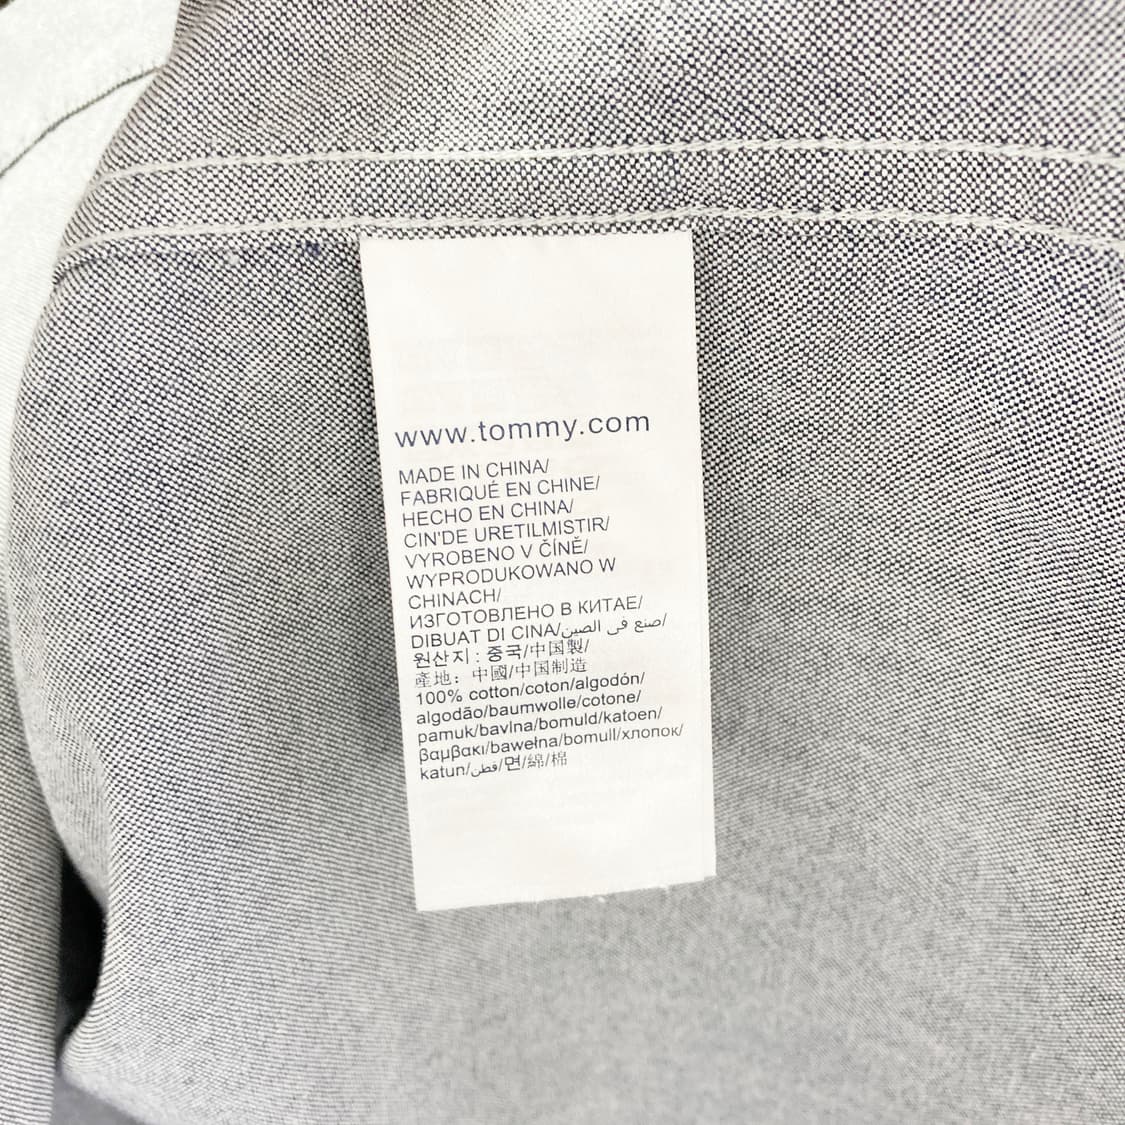 www.tommy.com
MADE IN CHINA/
FABRIQUÉ EN CHINE/
HECHO EN CHINA/
CIN'DE URETILMISTIR/
VYROBENO V ČÍNĚ/
WYPRODUKOWANO W
CHINACH/
ИЗГОТОВЛЕНО В КИТАЕ/
DIBUAT DI CINA/صنع فى الصين/
원산지 : 중국/中国製/
產地：中國/中国制造
100% cotton/coton/algodón/
algodão/baumwolle/cotone/
pamuk/bavlna/bomuld/katoen/
βαμβακι/bawełna/bomull/хлопок/
katun/قطن/면/綿/棉